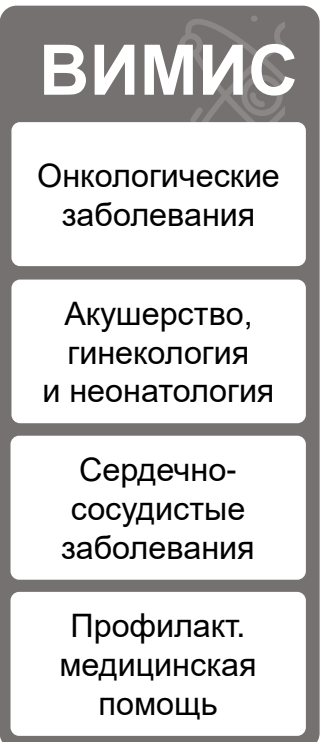 ВИМИС
Онкологические
заболевания
Акушерство,
гинекология
и неонатология
Сердечно-
сосудистые
заболевания
Профилакт.
медицинская
помощь